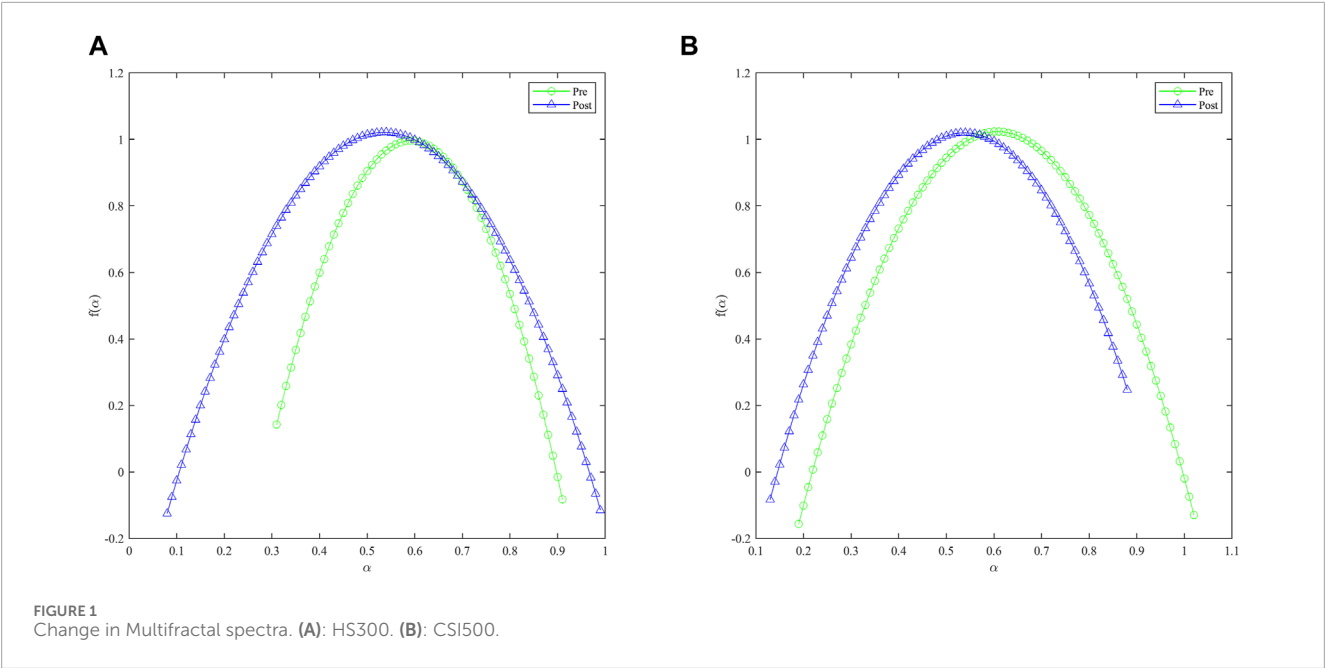 A
1.2
1
0.8
0.6
0.4
0.2
0
-0.2
f(α)
0 0.1 0.2 0.3 0.4 0.5 0.6 0.7 0.8 0.9 1
α
Pre
Post
B
1.2
1
0.8
0.6
0.4
0.2
0
-0.2
f(α)
0.1 0.2 0.3 0.4 0.5 0.6 0.7 0.8 0.9 1 1.1
α
Pre
Post
FIGURE 1
Change in Multifractal spectra. (A): HS300. (B): CSI500.